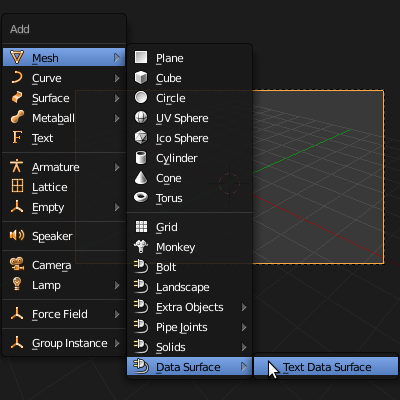 Add
Mesh
Curve
Surface
Metaball
Text
Armature
Lattice
Empty
Speaker
Camera
Lamp
Force Field
Group Instance
Plane
Cube
Circle
UV Sphere
Ico Sphere
Cylinder
Cone
Torus
Grid
Monkey
Bolt
Landscape
Extra Objects
Pipe Joints
Solids
Data Surface
Text Data Surface